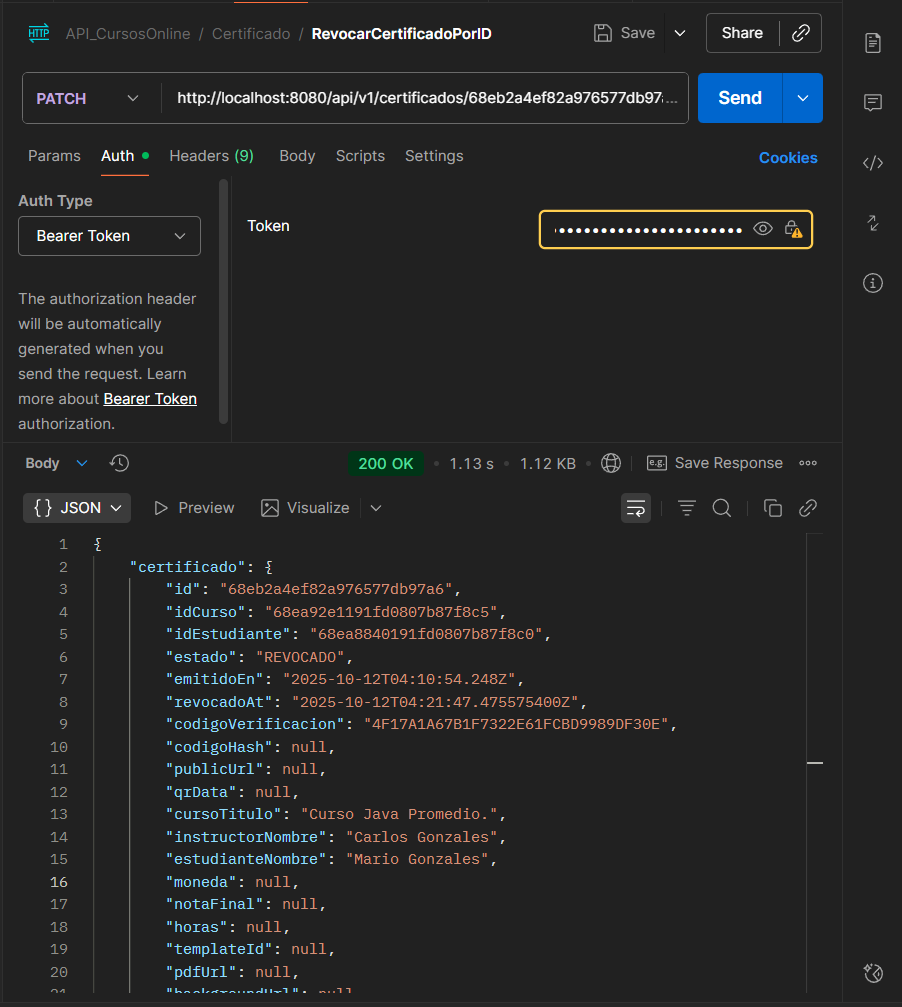 HTTP API_CursosOnline / Certificado / RevocarCertificadoPorID Save Share
PATCH http://localhost:8080/api/v1/certificados/68eb2a4ef82a976577db97... Send
Params Auth Headers (9) Body Scripts Settings Cookies
Auth Type
Bearer Token
Token
The authorization header
will be automatically
generated when you
send the request. Learn
more about Bearer Token
authorization.
Body 200 OK • 1.13 s • 1.12 KB • e.g. Save Response
{} JSON Preview Visualize
1 {
2 "certificado": {
3 "id": "68eb2a4ef82a976577db97a6",
4 "idCurso": "68ea92e1191fd0807b87f8c5",
5 "idEstudiante": "68ea8840191fd0807b87f8c0",
6 "estado": "REVOCADO",
7 "emitidoEn": "2025-10-12T04:10:54.248Z",
8 "revocadoAt": "2025-10-12T04:21:47.475575400Z",
9 "codigoVerificacion": "4F17A1A67B1F7322E61FCBD9989DF30E",
10 "codigoHash": null,
11 "publicUrl": null,
12 "qrData": null,
13 "cursoTitulo": "Curso Java Promedio.",
14 "instructorNombre": "Carlos Gonzales",
15 "estudianteNombre": "Mario Gonzales",
16 "moneda": null,
17 "notaFinal": null,
18 "horas": null,
19 "templateId": null,
20 "pdfUrl": null,
21 "backgroundUrl": null